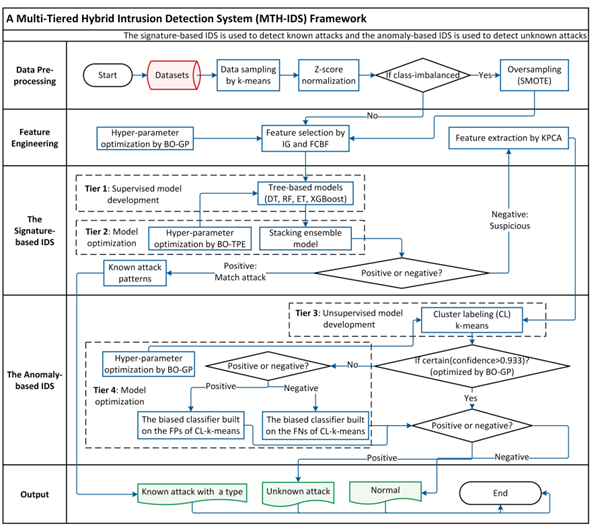 A Multi-Tiered Hybrid Intrusion Detection System (MTH-IDS) Framework
The signature-based IDS is used to detect known attacks and the anomaly-based IDS is used to detect unknown attacks
Data Pre-
processing
Start
Datasets
Data sampling
by k-means
Z-score
normalization
If class-imbalanced
Yes
Oversampling
(SMOTE)
No
Feature
Engineering
Hyper-parameter
optimization by BO-GP
Feature selection by
IG and FCBF
Feature extraction by KPCA
The
Signature-
based IDS
Tier 1: Supervised model
development
Tree-based models
(DT, RF, ET, XGBoost)
Tier 2: Model
optimization
Hyper-parameter
optimization by BO-TPE
Stacking ensemble
model
Negative:
Suspicious
Known attack
patterns
Positive:
Match attack
Positive or negative?
The Anomaly-
based IDS
Tier 3: Unsupervised model
development
Cluster labeling (CL)
k-means
Hyper-parameter
optimization by BO-GP
Tier 4: Model
optimization
Positive or negative?
No
If certain(confidence>0.933)?
(optimized by BO-GP)
Positive
Negative
Yes
The biased classifier built
on the FPs of CL-k-means
The biased classifier built
on the FNs of CL-k-means
Positive or negative?
Positive
Negative
Output
Known attack with a type
Unknown attack
Normal
End